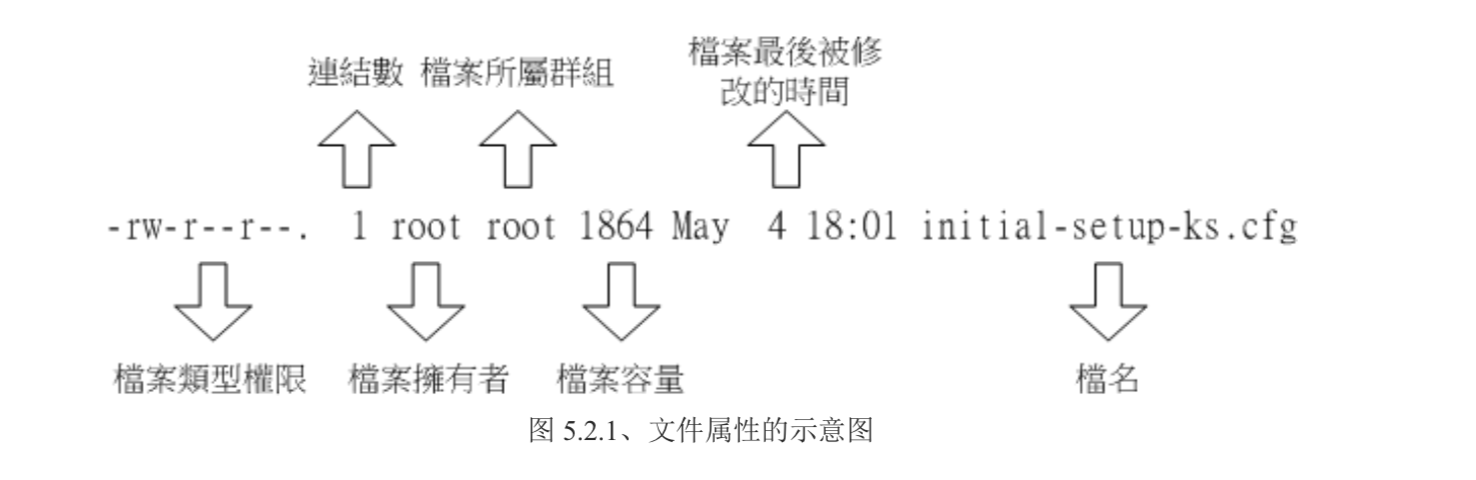 連結數 檔案所屬群組
檔案最後被修
改的時間
-rw-r--r--. 1 root root 1864 May 4 18:01 initial-setup-ks.cfg
檔案類型權限 檔案擁有者 檔案容量 檔名
图 5.2.1、文件属性的示意图